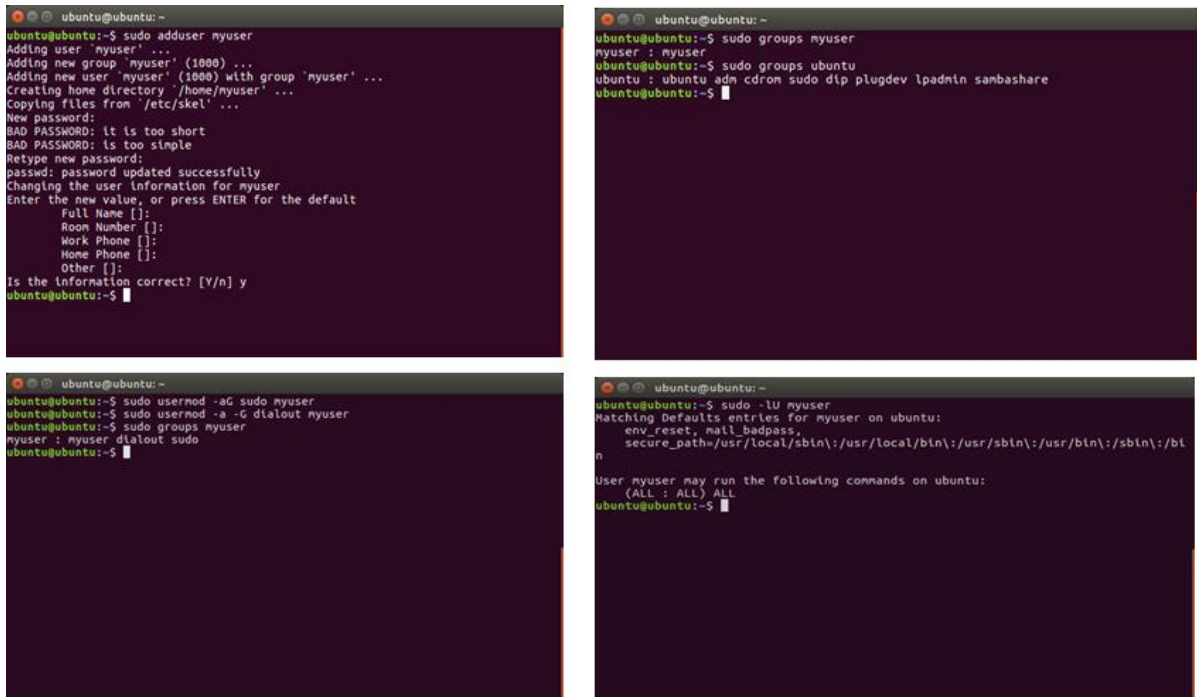 ubuntu@ubuntu: ~
ubuntu@ubuntu:~$ sudo adduser myuser
Adding user `myuser' ...
Adding new group `myuser' (1000) ...
Adding new user `myuser' (1000) with group `myuser' ...
Creating home directory `/home/myuser' ...
Copying files from `/etc/skel' ...
New password:
BAD PASSWORD: it is too short
BAD PASSWORD: is too simple
Retype new password:
passwd: password updated successfully
Changing the user information for myuser
Enter the new value, or press ENTER for the default
Full Name []:
Room Number []:
Work Phone []:
Home Phone []:
Other []:
Is the information correct? [Y/n] y
ubuntu@ubuntu:~$
ubuntu@ubuntu: ~
ubuntu@ubuntu:~$ sudo groups myuser
myuser : myuser
ubuntu@ubuntu:~$ sudo groups ubuntu
ubuntu : ubuntu adm cdrom sudo dip plugdev lpadmin sambashare
ubuntu@ubuntu:~$
ubuntu@ubuntu: ~
ubuntu@ubuntu:~$ sudo usermod -aG sudo myuser
ubuntu@ubuntu:~$ sudo usermod -a -G dialout myuser
ubuntu@ubuntu:~$ sudo groups myuser
myuser : myuser dialout sudo
ubuntu@ubuntu:~$
ubuntu@ubuntu: ~
ubuntu@ubuntu:~$ sudo -lU myuser
Matching Defaults entries for myuser on ubuntu:
env_reset, mail_badpass,
secure_path=/usr/local/sbin\:/usr/local/bin\:/usr/sbin\:/usr/bin\:/sbin\:/bi
n
User myuser may run the following commands on ubuntu:
(ALL : ALL) ALL
ubuntu@ubuntu:~$